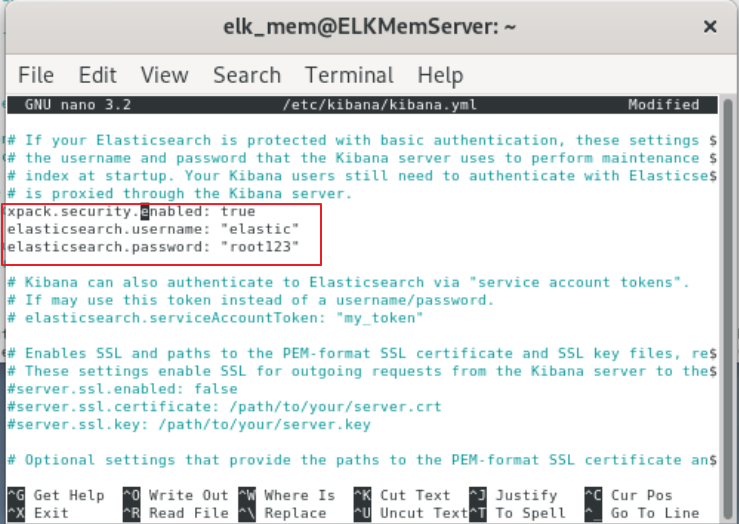 elk_mem@ELKMemServer: ~
×
File Edit View Search Terminal Help
GNU nano 3.2 /etc/kibana/kibana.yml Modified
# If your Elasticsearch is protected with basic authentication, these settings $
# the username and password that the Kibana server uses to perform maintenance $
# index at startup. Your Kibana users still need to authenticate with Elasticse$
# is proxied through the Kibana server.
xpack.security.enabled: true
elasticsearch.username: "elastic"
elasticsearch.password: "root123"
# Kibana can also authenticate to Elasticsearch via "service account tokens".
# If may use this token instead of a username/password.
# elasticsearch.serviceAccountToken: "my_token"
# Enables SSL and paths to the PEM-format SSL certificate and SSL key files, re$
# These settings enable SSL for outgoing requests from the Kibana server to the$
#server.ssl.enabled: false
#server.ssl.certificate: /path/to/your/server.crt
#server.ssl.key: /path/to/your/server.key
# Optional settings that provide the paths to the PEM-format SSL certificate an$
^G Get Help ^O Write Out ^W Where Is ^K Cut Text ^J Justify ^C Cur Pos
^X Exit ^R Read File ^\ Replace ^U Uncut Text ^T To Spell ^_ Go To Line